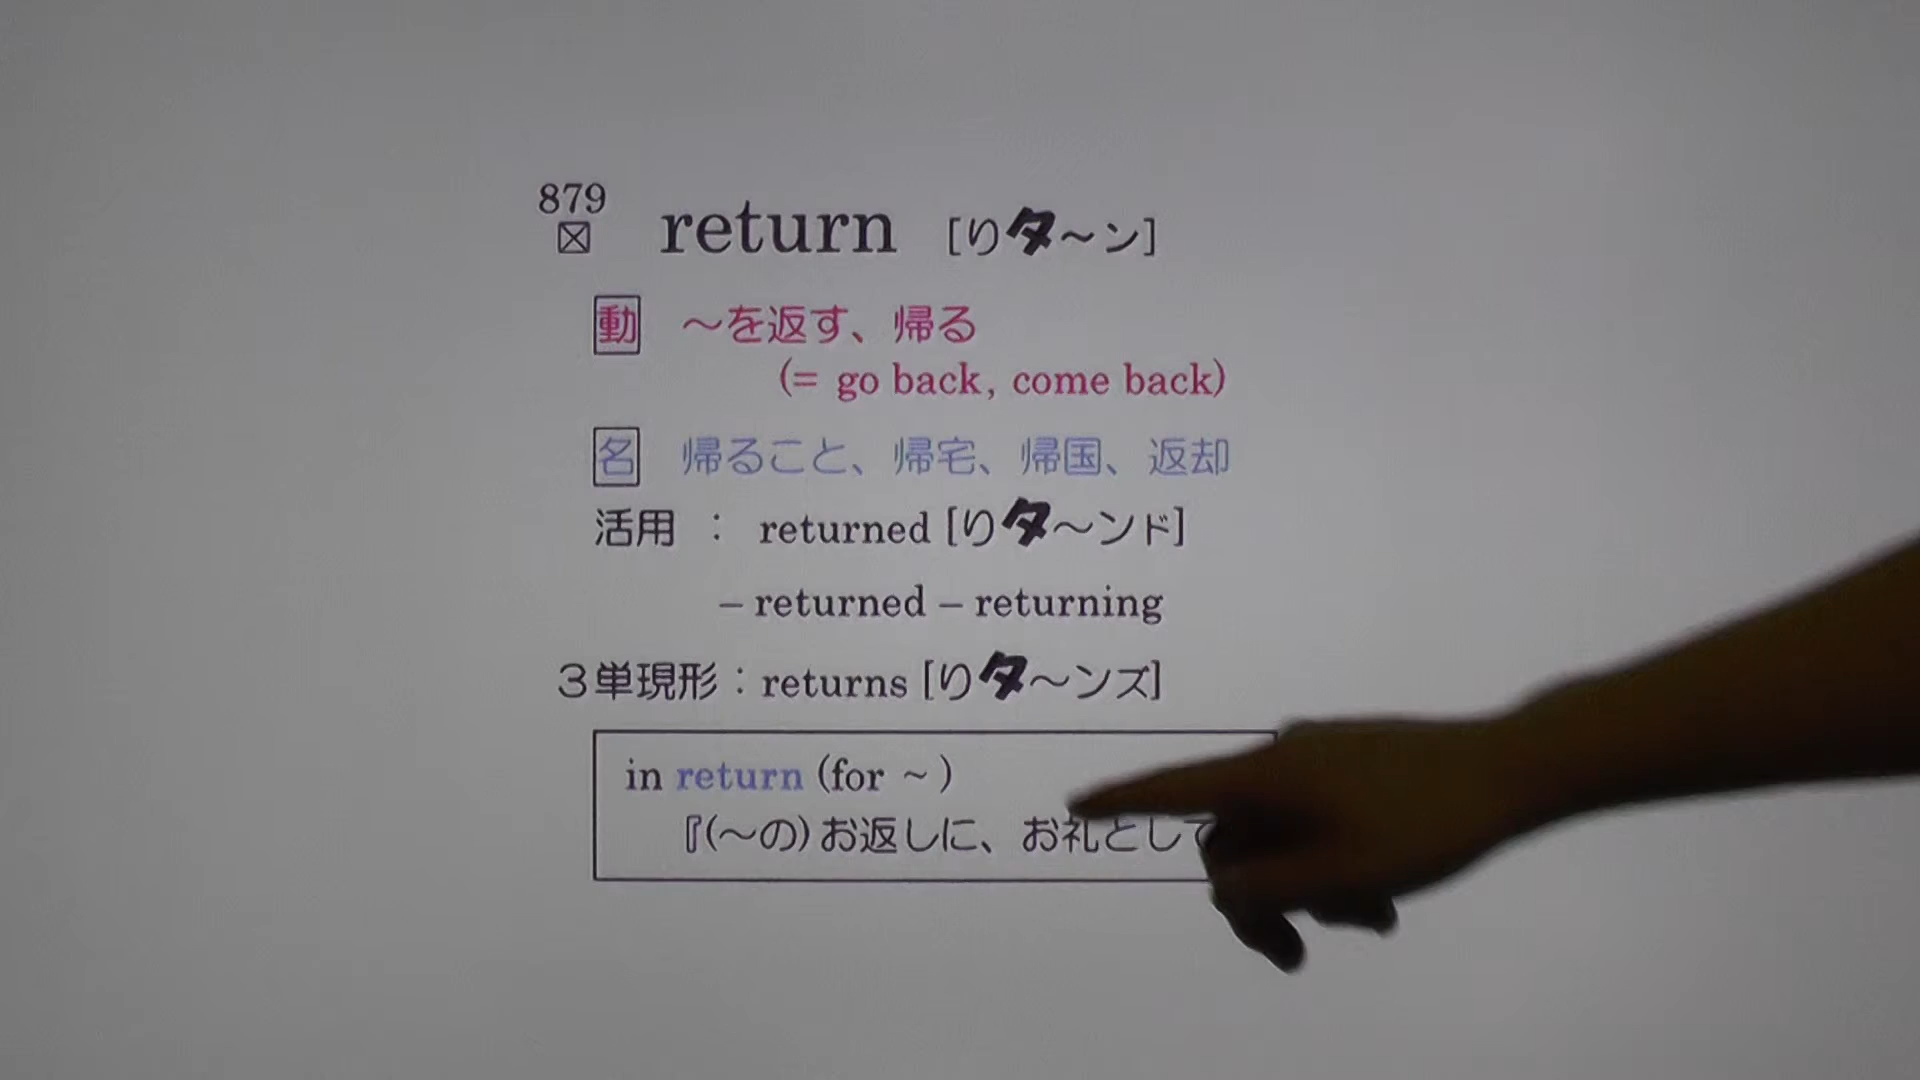 879
☒ return [りタ〜ン]
動 〜を返す、帰る
(= go back, come back)
名 帰ること、帰宅、帰国、返却
活用 : returned [りタ〜ンド]
– returned – returning
３単現形：returns [りタ〜ンズ]
in return (for ~ )
『(〜の) お返しに、お礼として